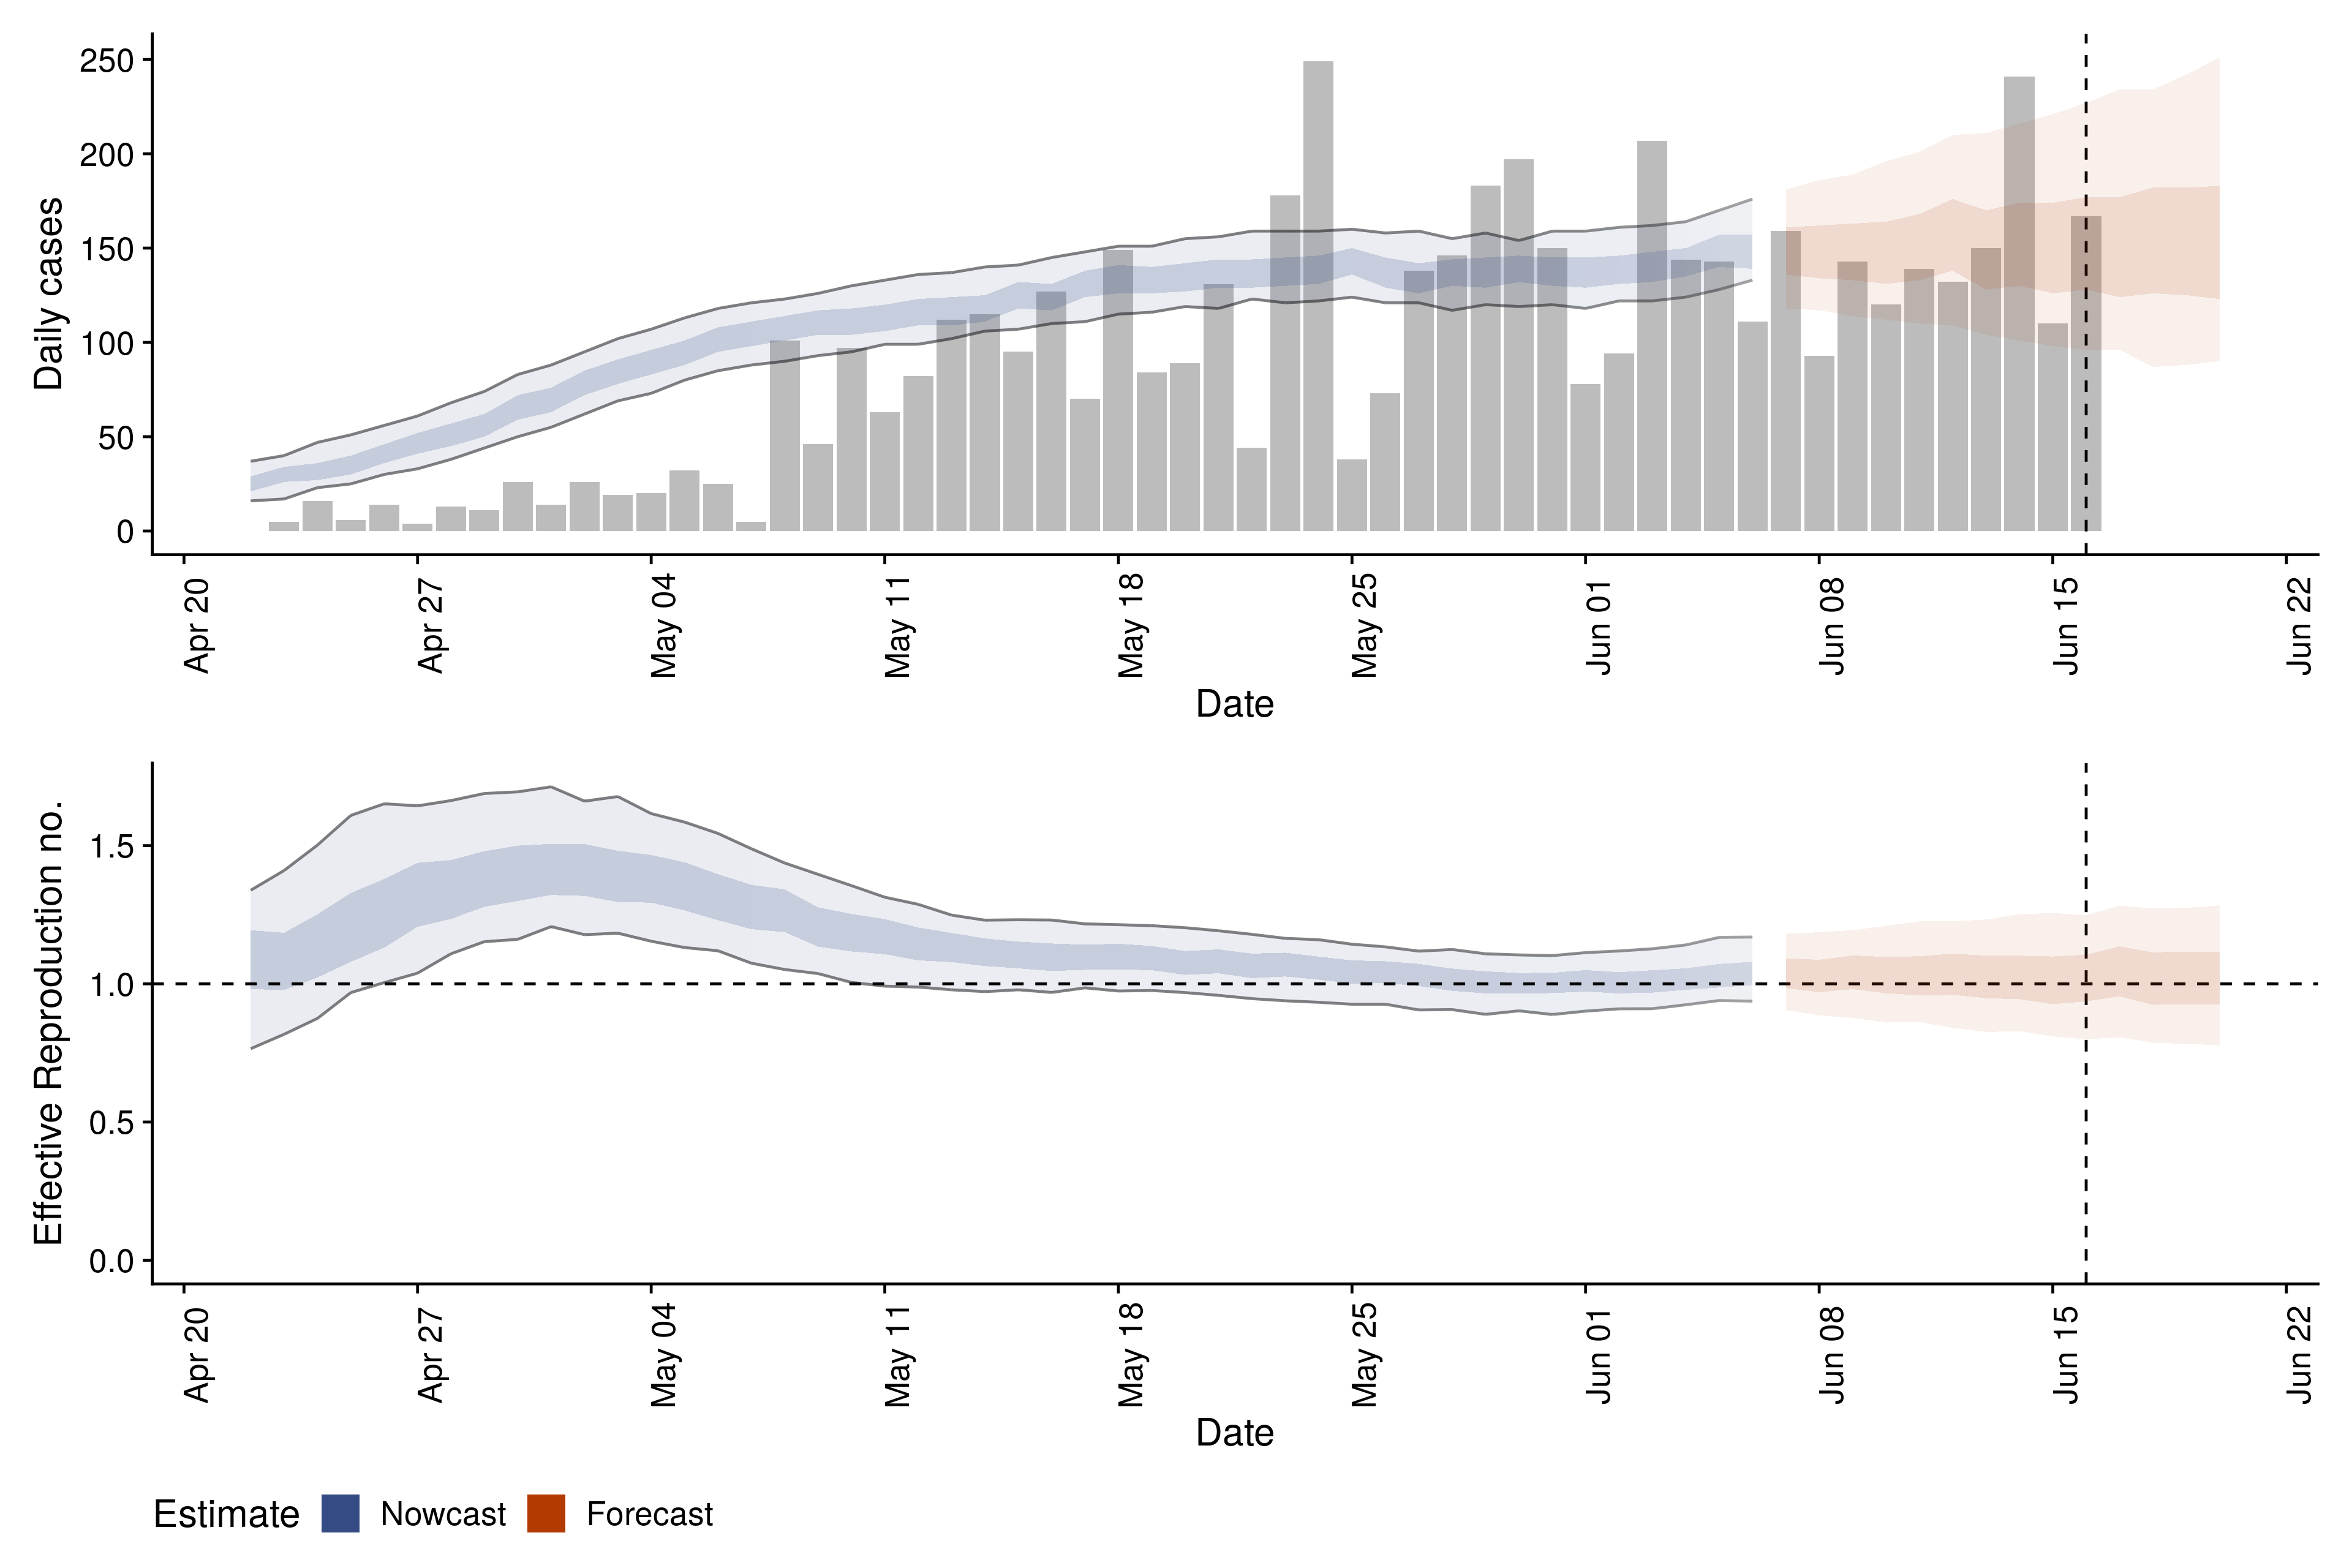 Daily cases
250
200
150
100
50
0
Apr 20
Apr 27
May 04
May 11
May 18
May 25
Jun 01
Jun 08
Jun 15
Jun 22
Date
Effective Reproduction no.
1.5
1.0
0.5
0.0
Apr 20
Apr 27
May 04
May 11
May 18
May 25
Jun 01
Jun 08
Jun 15
Jun 22
Date
Estimate Nowcast Forecast